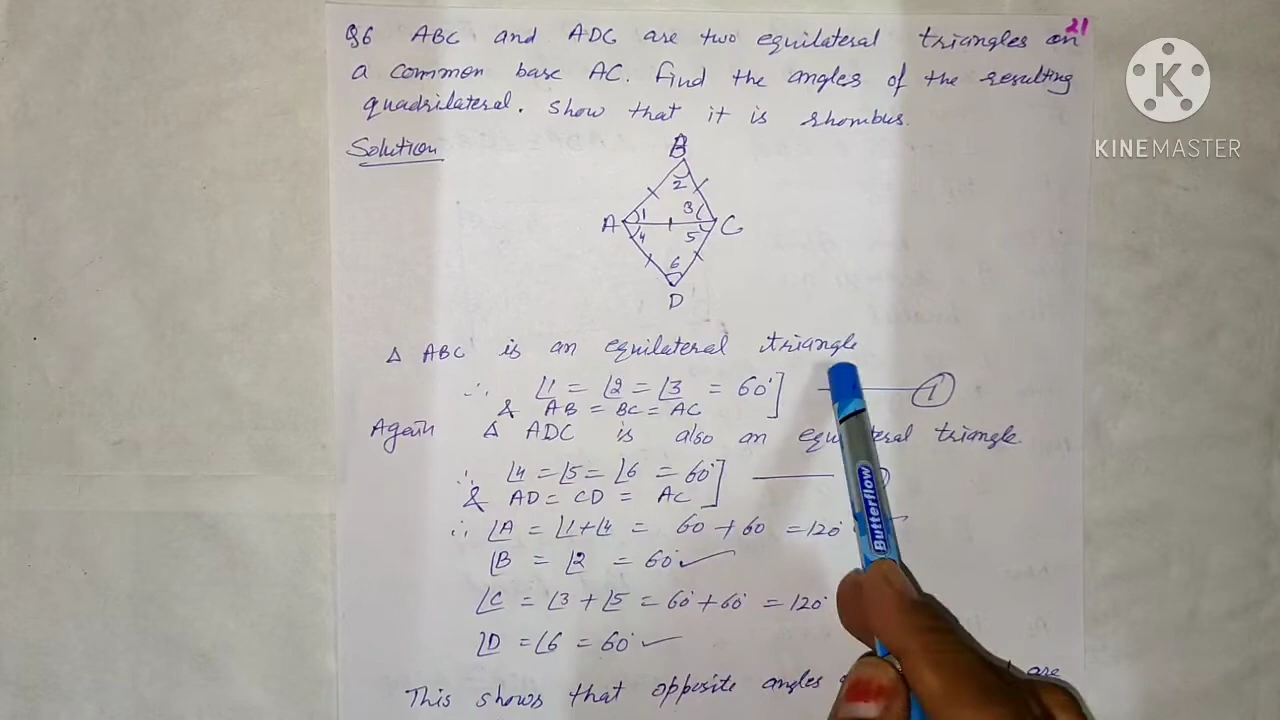 21
Q6 ABC and ADC are two equilateral triangles on
a common base AC. Find the angles of the resulting
quadrilateral. Show that it is rhombus.
K
KINEMASTER
Solution
B
2
A 1 3 C
4 5
6
D
Δ ABC is an equilateral triangle
∴ ∠1 = ∠2 = ∠3 = 60°] ①
& AB = BC = AC
Again Δ ADC is also an equilateral triangle
∴ ∠4 = ∠5 = ∠6 = 60°]
& AD = CD = AC
∴ ∠A = ∠1+∠4 = 60 + 60 = 120°
∠B = ∠2 = 60° ✓
∠C = ∠3 + ∠5 = 60° + 60° = 120°
∠D = ∠6 = 60° ✓
This shows that opposite angles are
Butterflow